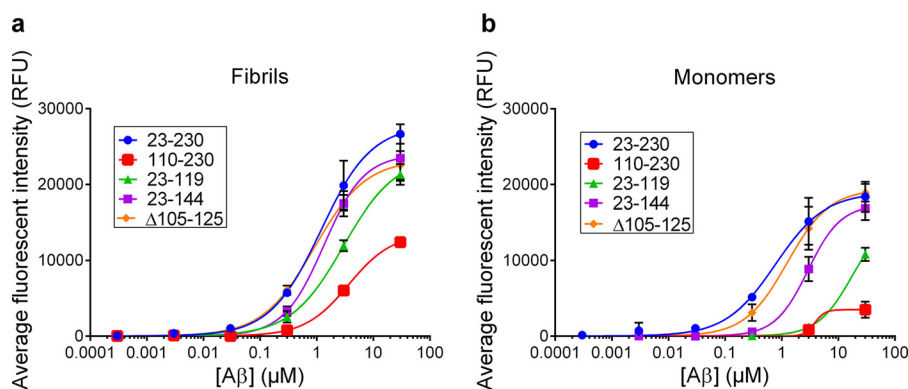 a
Fibrils
Average fluorescent intensity (RFU)
30000
20000
10000
0
23-230
110-230
23-119
23-144
Δ105-125
0.0001 0.001 0.01 0.1 1 10 100
[Aβ] (µM)
b
Monomers
Average fluorescent intensity (RFU)
30000
20000
10000
0
23-230
110-230
23-119
23-144
Δ105-125
0.0001 0.001 0.01 0.1 1 10 100
[Aβ] (µM)